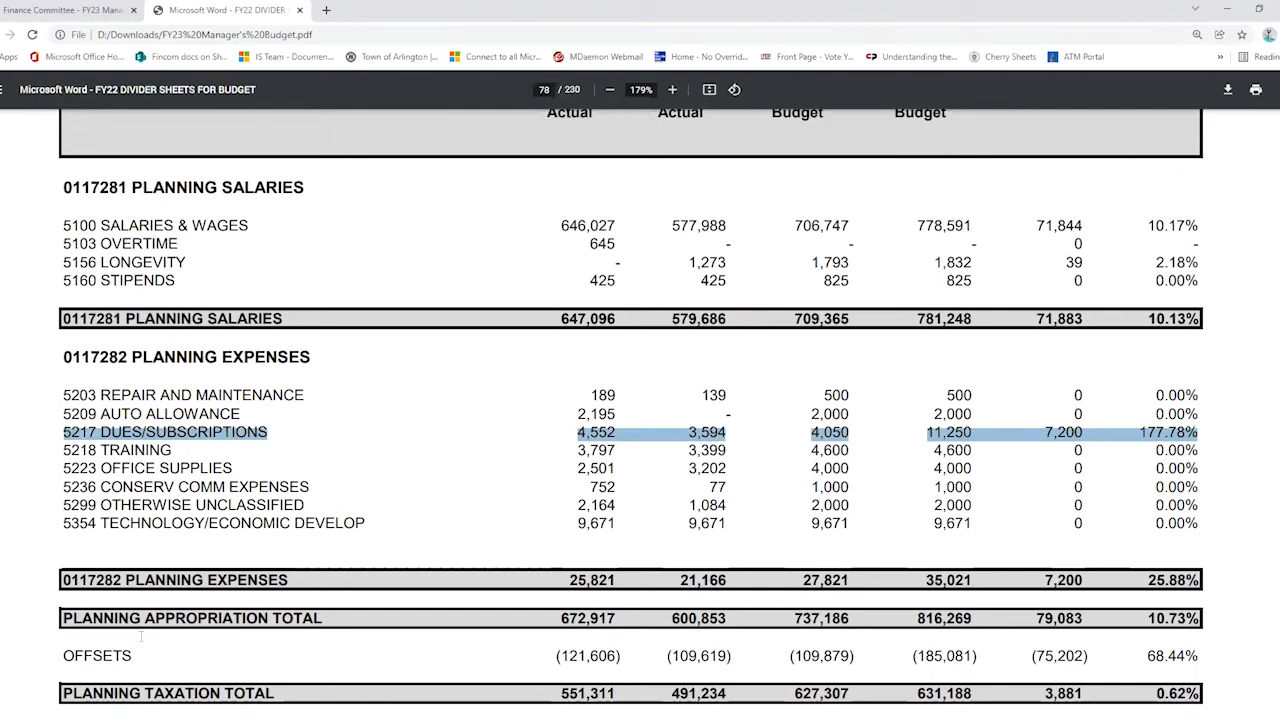 Finance Committee - FY23 Mana
Microsoft Word - FY22 DIVIDER
File D:/Downloads/FY23%20Manager's%20Budget.pdf
Apps Microsoft Office Ho... Fincorm docs on Sh... IS Team - Documen... Town of Arlington |... Connect to all Micr... MDaemon Webmail Home - No Overrid... Front Page - Vote Y... Understanding the... Cherry Sheets ATM Portal » Readin
Microsoft Word - FY22 DIVIDER SHEETS FOR BUDGET 78 / 230 179%
Actual Actual Budget Budget
0117281 PLANNING SALARIES
5100 SALARIES & WAGES 646,027 577,988 706,747 778,591 71,844 10.17%
5103 OVERTIME 645 - - - 0 -
5156 LONGEVITY - 1,273 1,793 1,832 39 2.18%
5160 STIPENDS 425 425 825 825 0 0.00%
0117281 PLANNING SALARIES 647,096 579,686 709,365 781,248 71,883 10.13%
0117282 PLANNING EXPENSES
5203 REPAIR AND MAINTENANCE 189 139 500 500 0 0.00%
5209 AUTO ALLOWANCE 2,195 - 2,000 2,000 0 0.00%
5217 DUES/SUBSCRIPTIONS 4,552 3,594 4,050 11,250 7,200 177.78%
5218 TRAINING 3,797 3,399 4,600 4,600 0 0.00%
5223 OFFICE SUPPLIES 2,501 3,202 4,000 4,000 0 0.00%
5236 CONSERV COMM EXPENSES 752 77 1,000 1,000 0 0.00%
5299 OTHERWISE UNCLASSIFIED 2,164 1,084 2,000 2,000 0 0.00%
5354 TECHNOLOGY/ECONOMIC DEVELOP 9,671 9,671 9,671 9,671 0 0.00%
0117282 PLANNING EXPENSES 25,821 21,166 27,821 35,021 7,200 25.88%
PLANNING APPROPRIATION TOTAL 672,917 600,853 737,186 816,269 79,083 10.73%
OFFSETS (121,606) (109,619) (109,879) (185,081) (75,202) 68.44%
PLANNING TAXATION TOTAL 551,311 491,234 627,307 631,188 3,881 0.62%